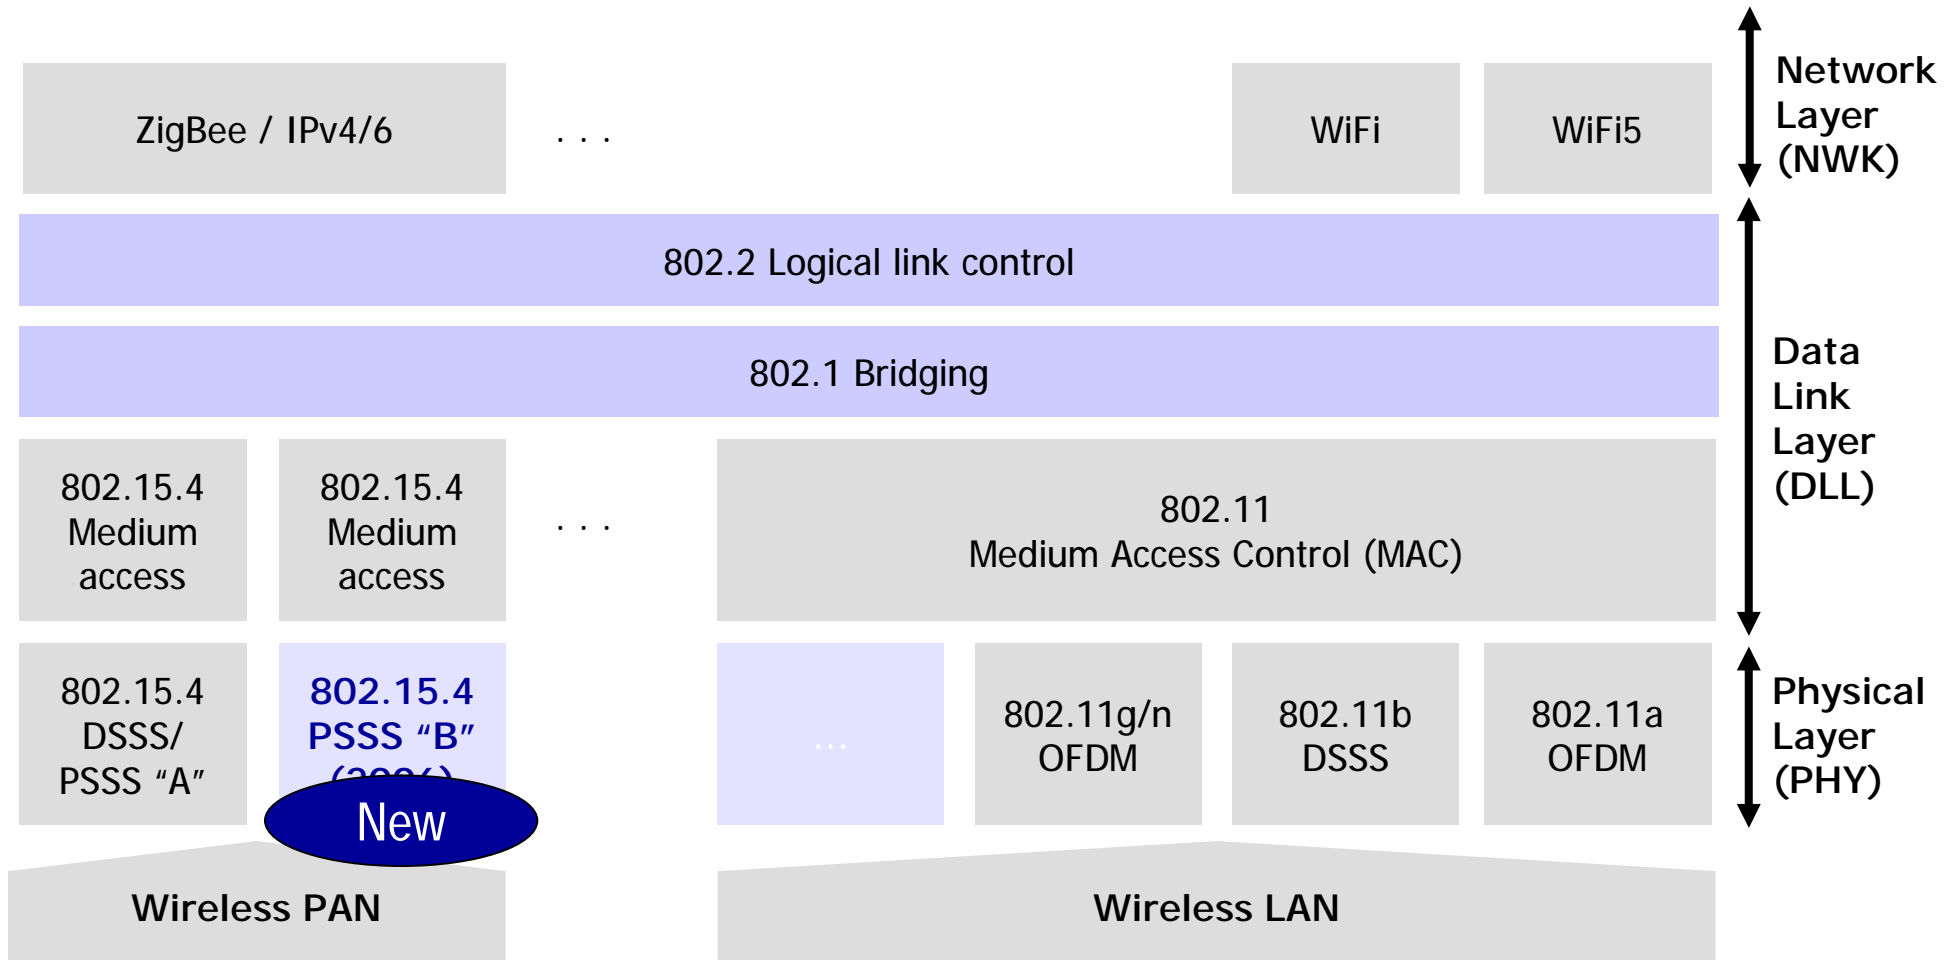 ZigBee / IPv4/6
. . .
WiFi
WiFi5
Network
Layer
(NWK)
802.2 Logical link control
802.1 Bridging
Data
Link
Layer
(DLL)
802.15.4
Medium
access
802.15.4
Medium
access
. . .
802.11
Medium Access Control (MAC)
802.15.4
DSSS/
PSSS “A”
802.15.4
PSSS “B”
New
...
802.11g/n
OFDM
802.11b
DSSS
802.11a
OFDM
Physical
Layer
(PHY)
Wireless PAN
Wireless LAN